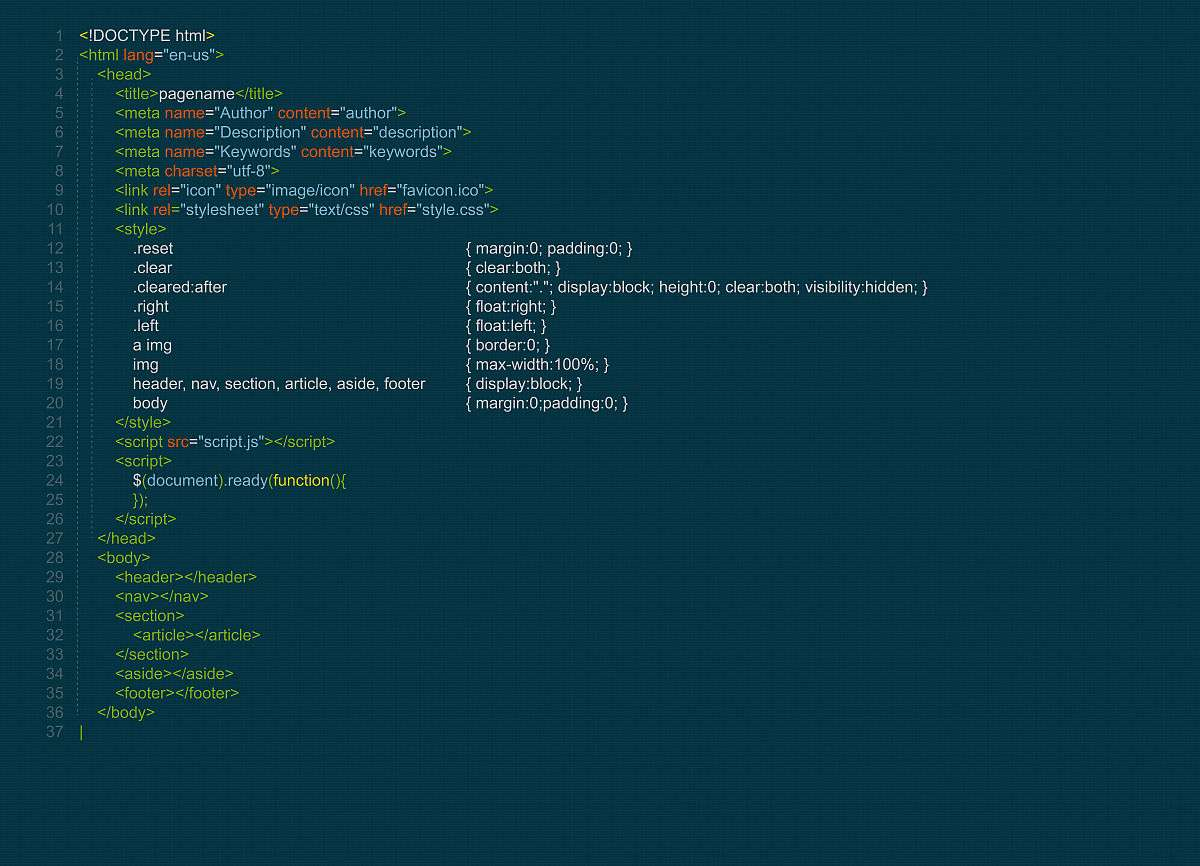 1 <!DOCTYPE html>
2 <html lang="en-us">
3 <head>
4 <title>pagename</title>
5 <meta name="Author" content="author">
6 <meta name="Description" content="description">
7 <meta name="Keywords" content="keywords">
8 <meta charset="utf-8">
9 <link rel="icon" type="image/icon" href="favicon.ico">
10 <link rel="stylesheet" type="text/css" href="style.css">
11 <style>
12 .reset { margin:0; padding:0; }
13 .clear { clear:both; }
14 .cleared:after { content:"."; display:block; height:0; clear:both; visibility:hidden; }
15 .right { float:right; }
16 .left { float:left; }
17 a img { border:0; }
18 img { max-width:100%; }
19 header, nav, section, article, aside, footer { display:block; }
20 body { margin:0;padding:0; }
21 </style>
22 <script src="script.js"></script>
23 <script>
24 $(document).ready(function(){
25 });
26 </script>
27 </head>
28 <body>
29 <header></header>
30 <nav></nav>
31 <section>
32 <article></article>
33 </section>
34 <aside></aside>
35 <footer></footer>
36 </body>
37 |